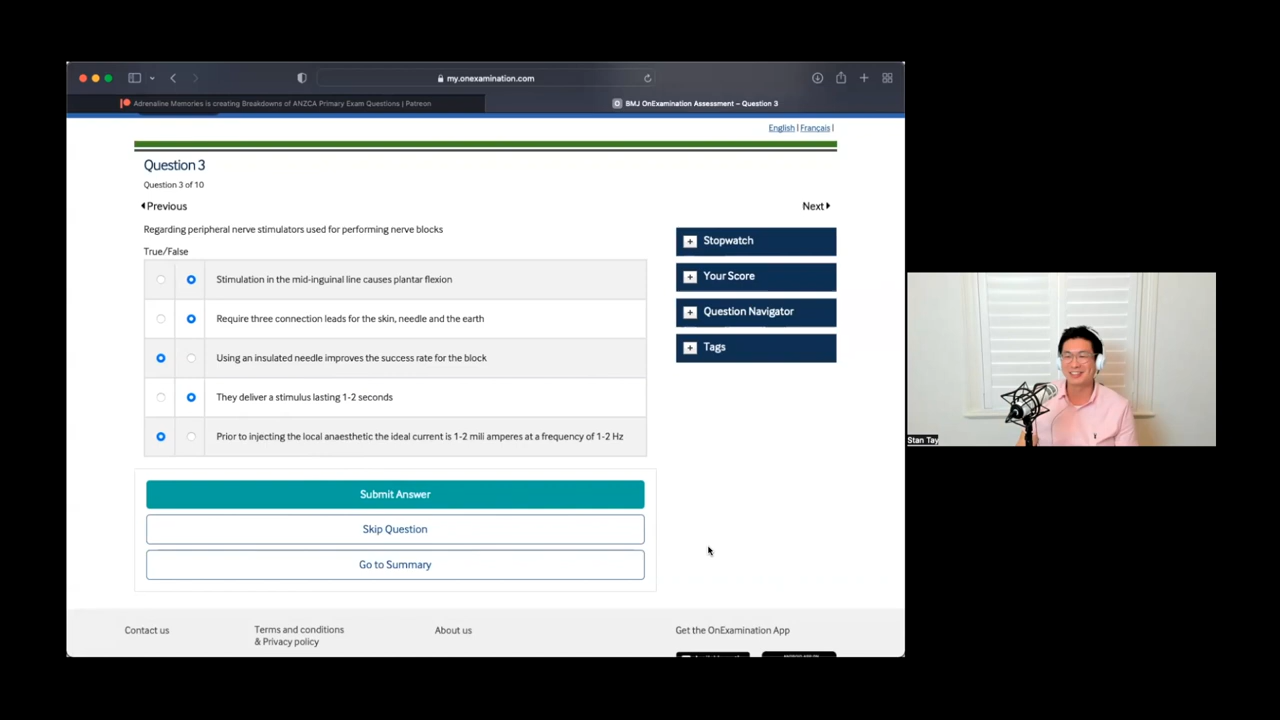 my.onexamination.com
Adrenaline Memories is creating Breakdowns of ANZCA Primary Exam Questions | Patreon
BMJ OnExamination Assessment – Question 3
English | Français |
Question 3
Question 3 of 10
Previous
Next
Regarding peripheral nerve stimulators used for performing nerve blocks
True/False
Stimulation in the mid-inguinal line causes plantar flexion
Require three connection leads for the skin, needle and the earth
Using an insulated needle improves the success rate for the block
They deliver a stimulus lasting 1-2 seconds
Prior to injecting the local anaesthetic the ideal current is 1-2 mili amperes at a frequency of 1-2 Hz
Submit Answer
Skip Question
Go to Summary
Stopwatch
Your Score
Question Navigator
Tags
Stan Tay
Contact us
Terms and conditions
& Privacy policy
About us
Get the OnExamination App